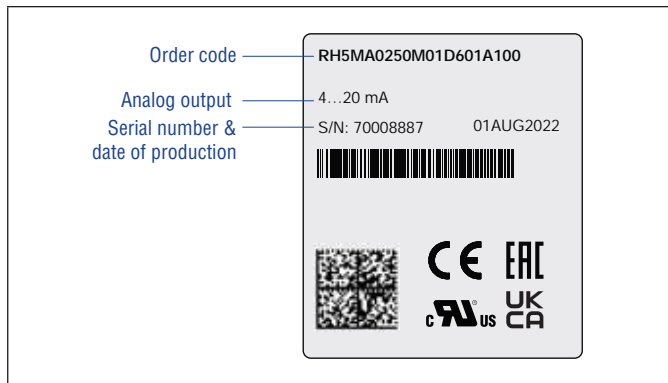 Order code
RH5MA0250M01D601A100
Analog output
4…20 mA
Serial number &
date of production
S/N: 70008887 01AUG2022
CE EAC
c RU US UK
CA